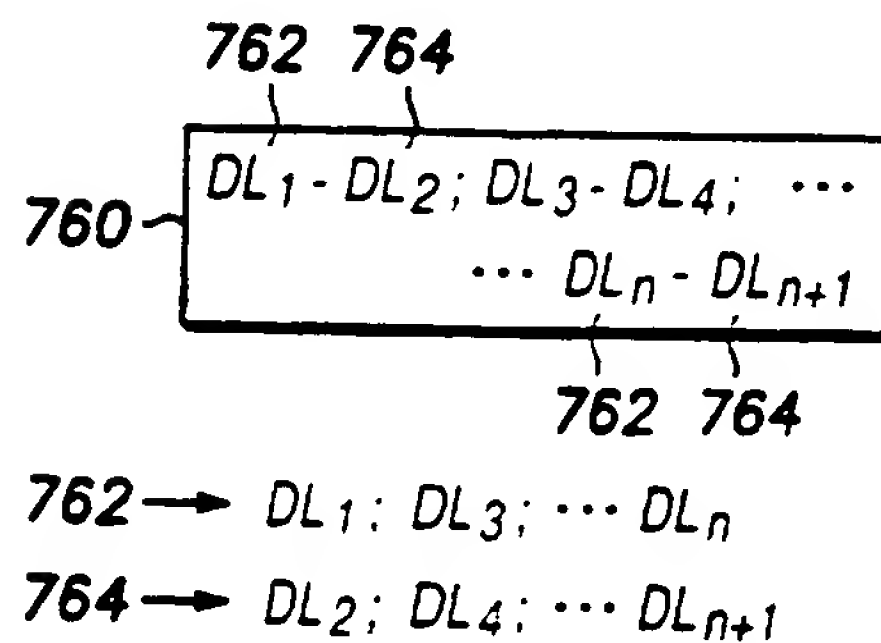 762 764
DL₁ - DL₂; DL₃ - DL₄; ...
760
... DLₙ - DLₙ₊₁
762 764
762 → DL₁: DL₃; ... DLₙ
764 → DL₂; DL₄; ... DLₙ₊₁